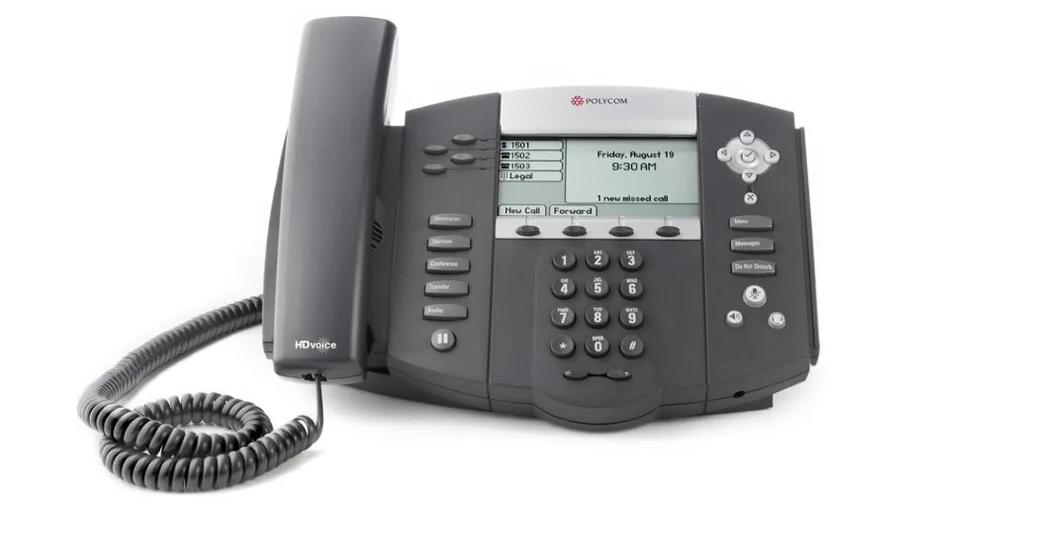 POLYCOM
1501
1502
1503
Legal
Friday, August 19
9:30 AM
1 new missed call
New Call
Forward
Directories
Services
Conference
Transfer
Redial
Menu
Messages
Do Not Disturb
1
2 ABC
3 DEF
4 GHI
5 JKL
6 MNO
7 PQRS
8 TUV
9 WXYZ
*
0 OPER
#
HDvoice